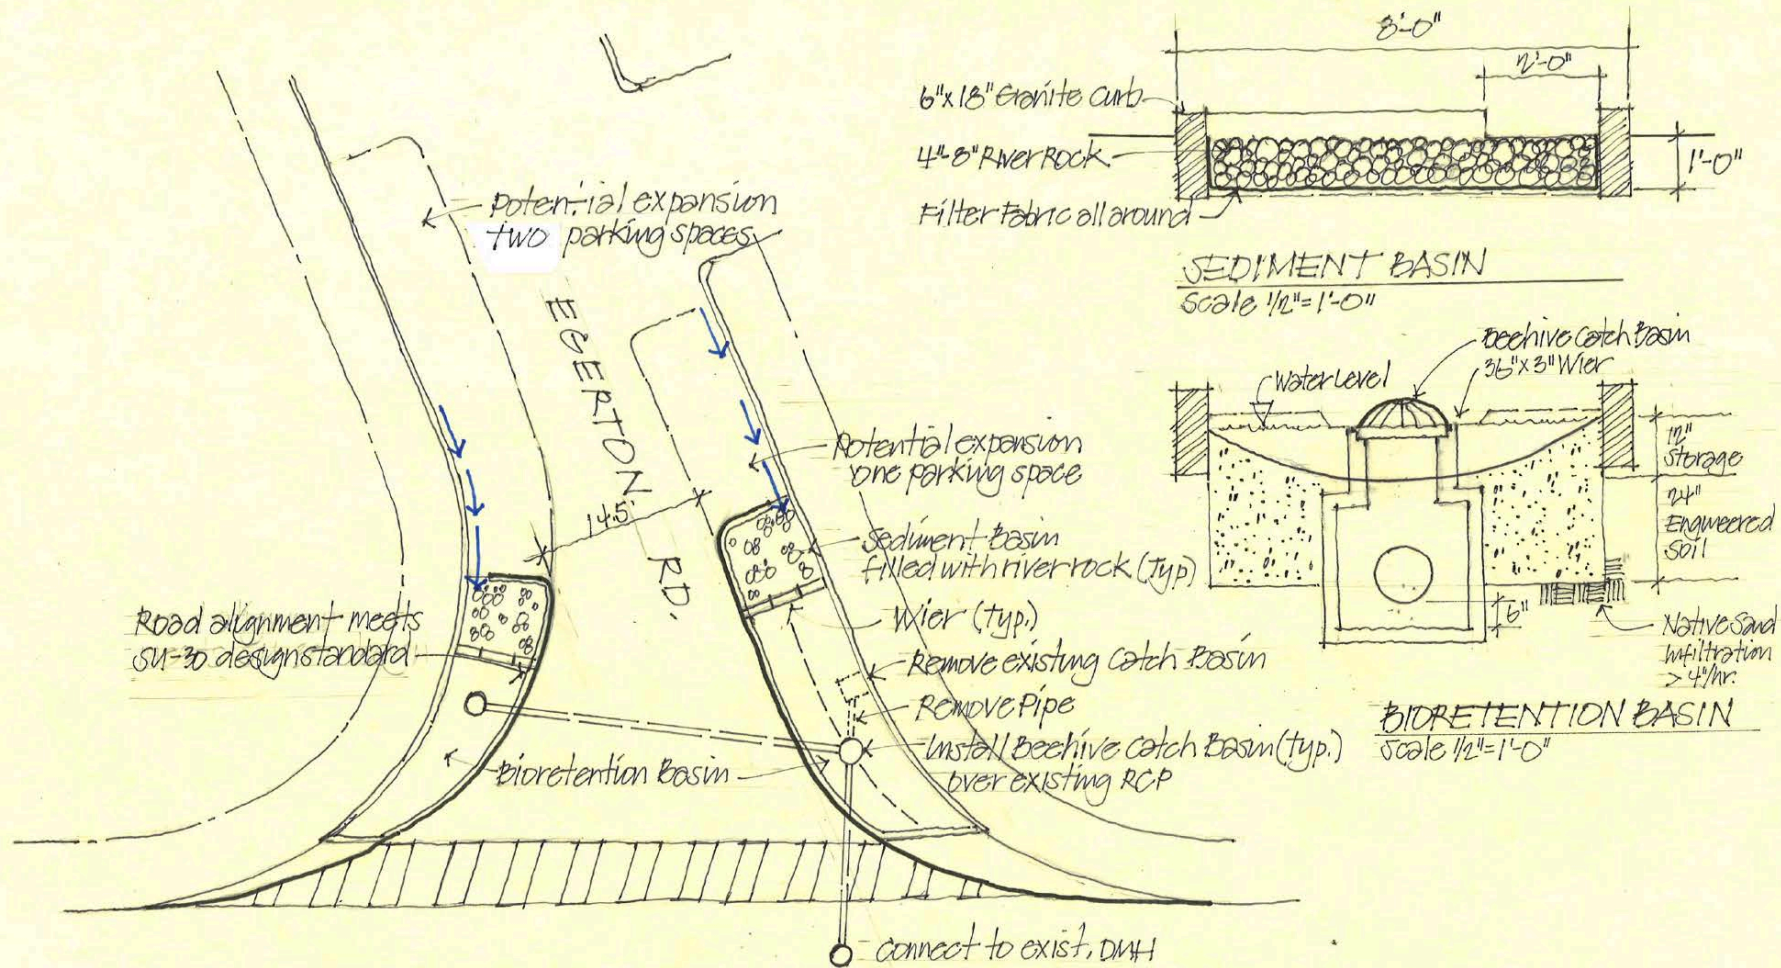 Potential expansion
two parking spaces
EGERTON RD.
14.5'
Potential expansion
one parking space
Sediment Basin
filled with river rock (Typ)
Wier (typ.)
Road alignment meets
SU-30 design standard
Remove existing Catch Basin
Remove Pipe
Install Beehive Catch Basin (typ.)
over existing RCP
Bioretention Basin
Connect to exist. DMH
8'-0"
2'-0"
6"x18" Granite Curb
4"-8" River Rock
1'-0"
Filter Fabric all around
SEDIMENT BASIN
Scale 1/2"=1'-0"
Beehive Catch Basin
36"x3" Wier
Water Level
12"
Storage
24"
Engineered
Soil
6"
Native Sand
Infiltration
> 4"/hr.
BIORETENTION BASIN
Scale 1/2"=1'-0"